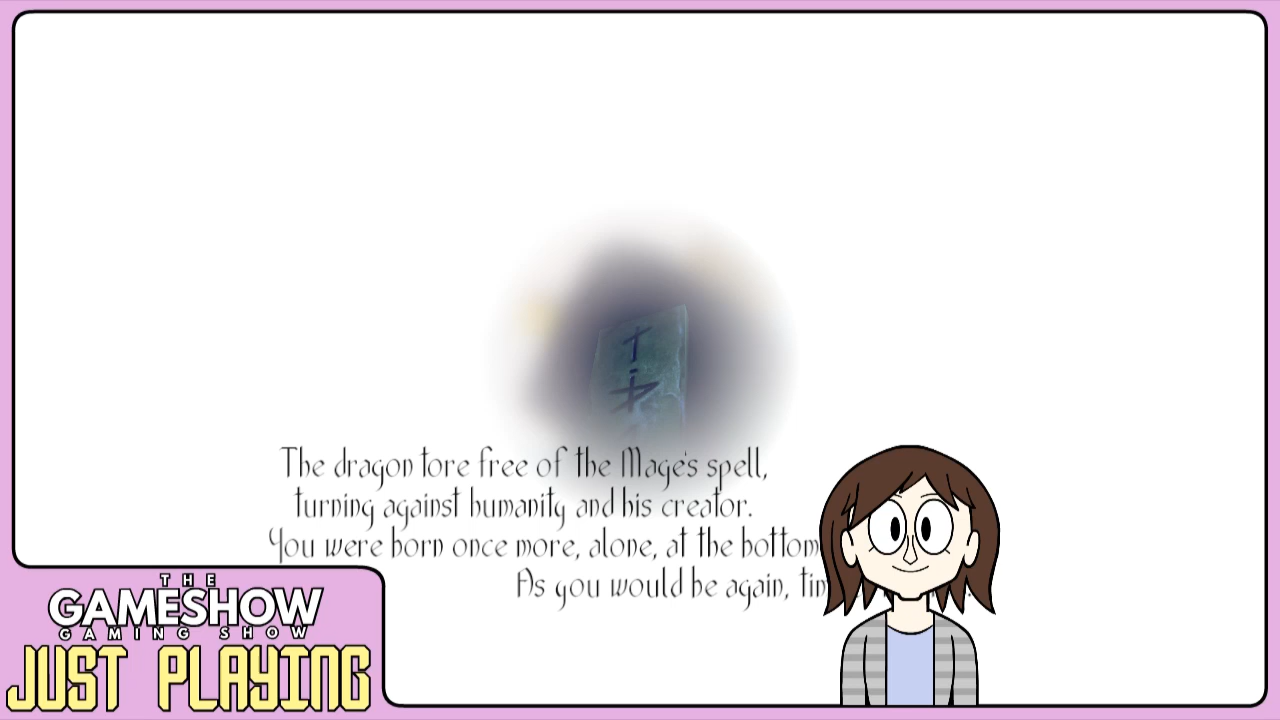 The dragon tore free of the Mage's spell,
turning against humanity and his creator.
You were born once more, alone, at the bottom
As you would be again,
THE
GAMESHOW
GAMING SHOW
JUST PLAYING